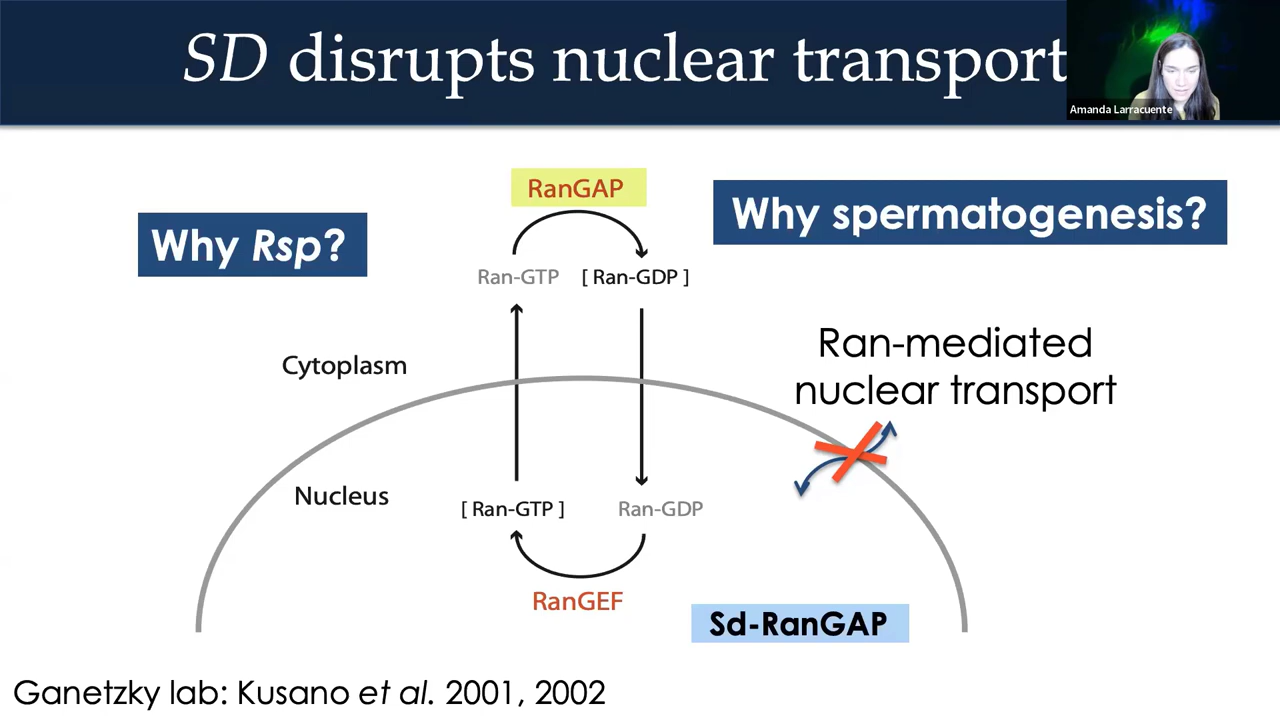 SD disrupts nuclear transport
Amanda Larracuente
RanGAP
Why spermatogenesis?
Why Rsp?
Ran-GTP
[ Ran-GDP ]
Cytoplasm
Ran-mediated
nuclear transport
Nucleus
[ Ran-GTP ]
Ran-GDP
RanGEF
Sd-RanGAP
Ganetzky lab: Kusano et al. 2001, 2002